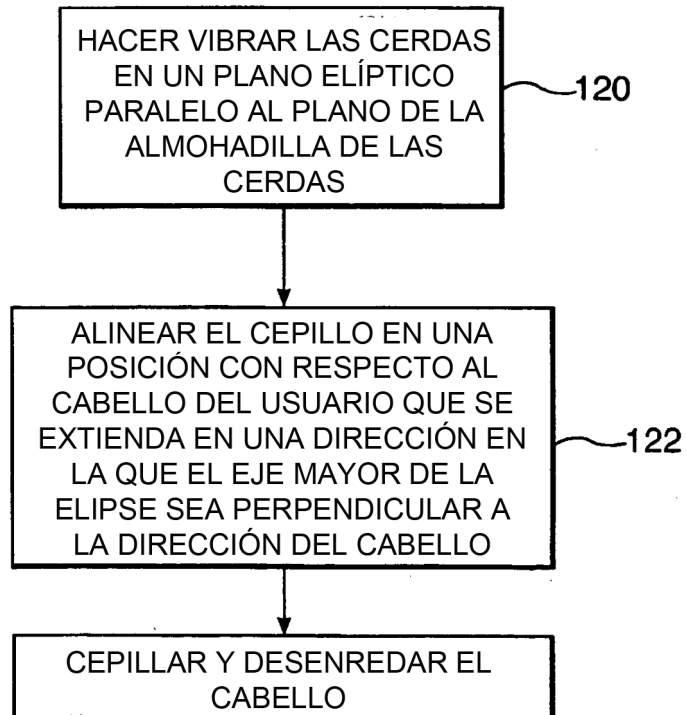 HACER VIBRAR LAS CERDAS
EN UN PLANO ELÍPTICO
PARALELO AL PLANO DE LA
ALMOHADILLA DE LAS
CERDAS
120
ALINEAR EL CEPILLO EN UNA
POSICIÓN CON RESPECTO AL
CABELLO DEL USUARIO QUE SE
EXTIENDA EN UNA DIRECCIÓN EN
LA QUE EL EJE MAYOR DE LA
ELIPSE SEA PERPENDICULAR A
LA DIRECCIÓN DEL CABELLO
122
CEPILLAR Y DESENREDAR EL
CABELLO